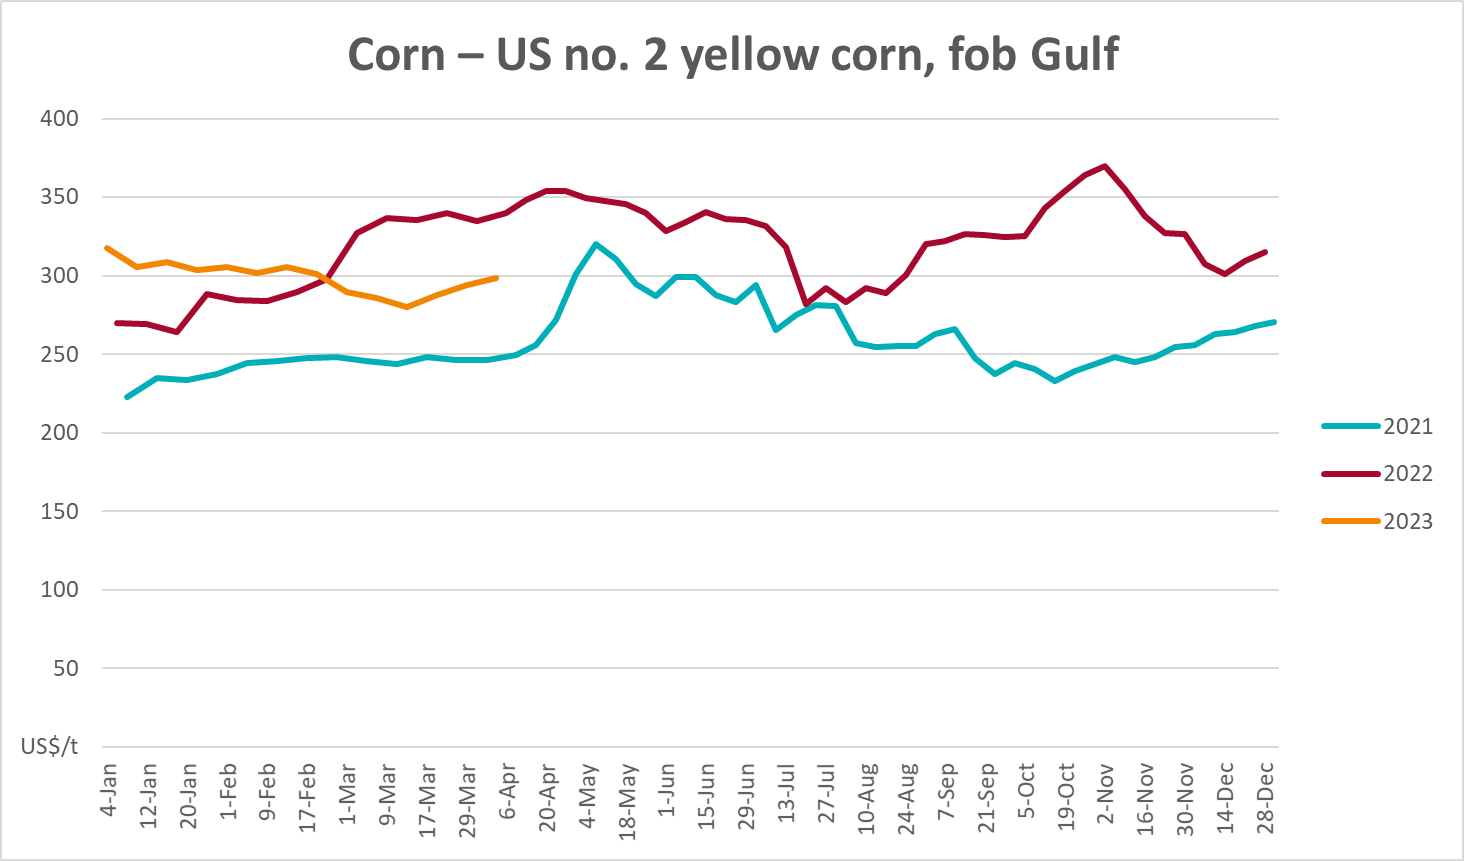 Corn – US no. 2 yellow corn, fob Gulf
400
350
300
250
200
150
100
50
US$/t
4-Jan
12-Jan
20-Jan
1-Feb
9-Feb
17-Feb
1-Mar
9-Mar
17-Mar
29-Mar
6-Apr
20-Apr
4-May
18-May
1-Jun
15-Jun
29-Jun
13-Jul
27-Jul
10-Aug
24-Aug
7-Sep
21-Sep
5-Oct
19-Oct
2-Nov
16-Nov
30-Nov
14-Dec
28-Dec
2021
2022
2023